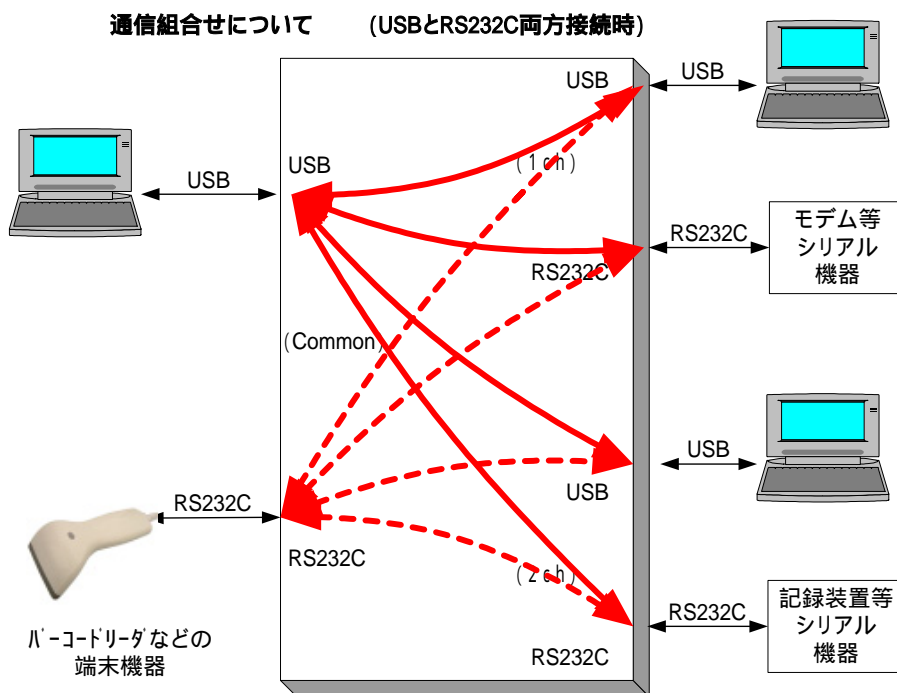 通信組合せについて (USBとRS232C両方接続時)
USB
USB
(1ch)
USB
USB
RS232C
モデム等
シリアル
機器
RS232C
(Common)
USB
USB
RS232C
RS232C
(2ch)
RS232C
記録装置等
シリアル
機器
RS232C
ﾊﾞｰｺｰﾄﾞﾘｰﾀﾞなどの
端末機器